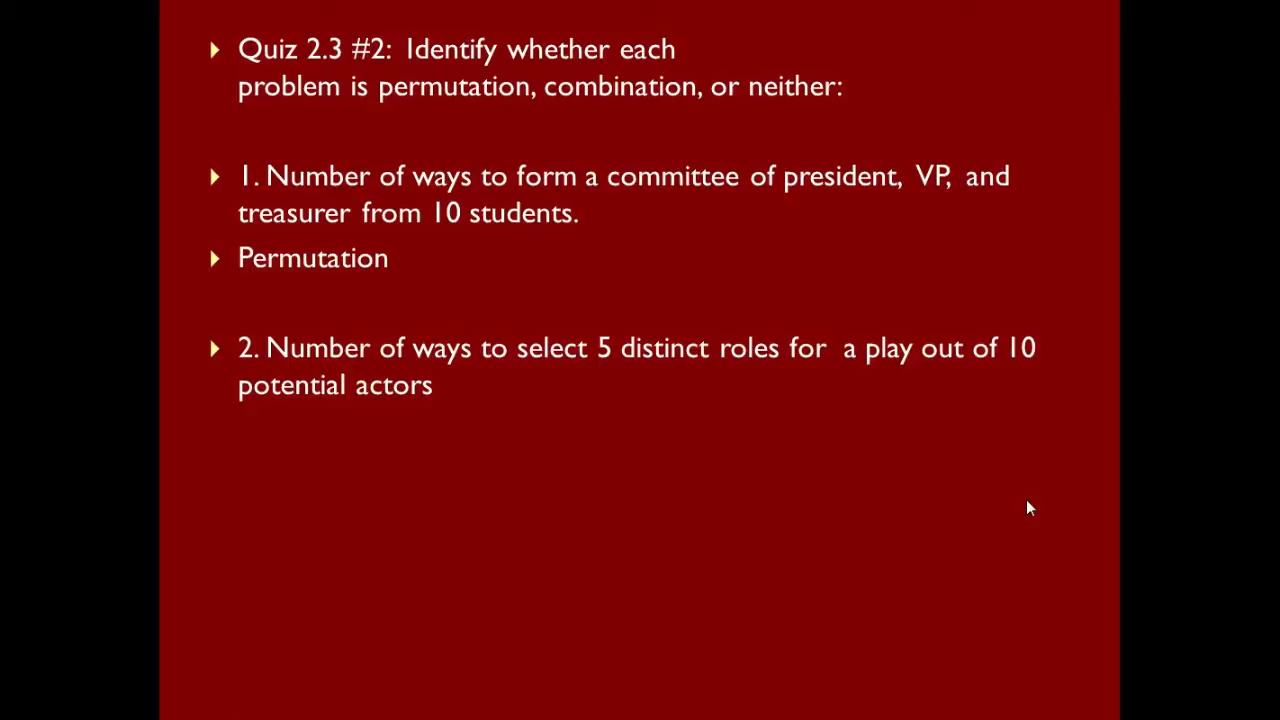 Quiz 2.3 #2: Identify whether each
problem is permutation, combination, or neither:
1. Number of ways to form a committee of president, VP, and
treasurer from 10 students.
Permutation
2. Number of ways to select 5 distinct roles for a play out of 10
potential actors